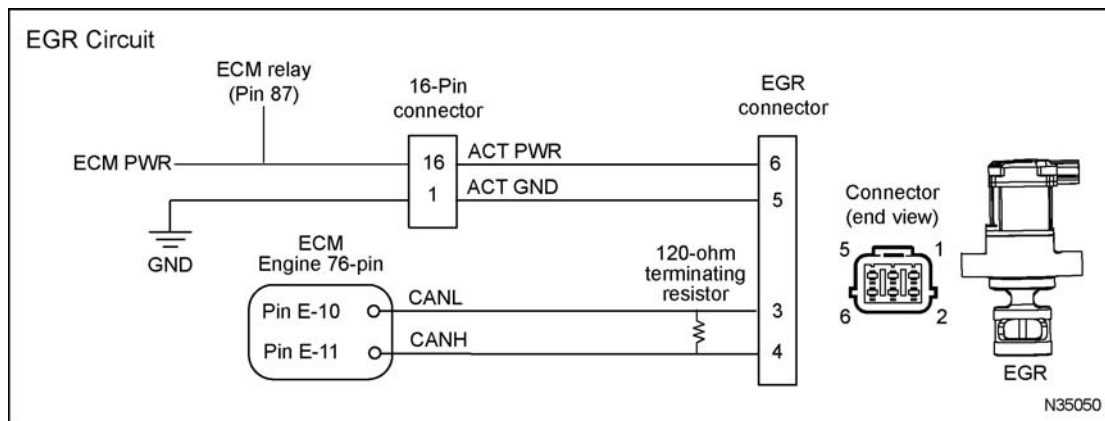 EGR Circuit
ECM relay
(Pin 87)
16-Pin
connector
EGR
connector
ECM PWR
16
ACT PWR
6
1
ACT GND
5
GND
ECM
Engine 76-pin
120-ohm
terminating
resistor
Pin E-10
CANL
3
Pin E-11
CANH
4
Connector
(end view)
5
1
6
2
EGR
N35050